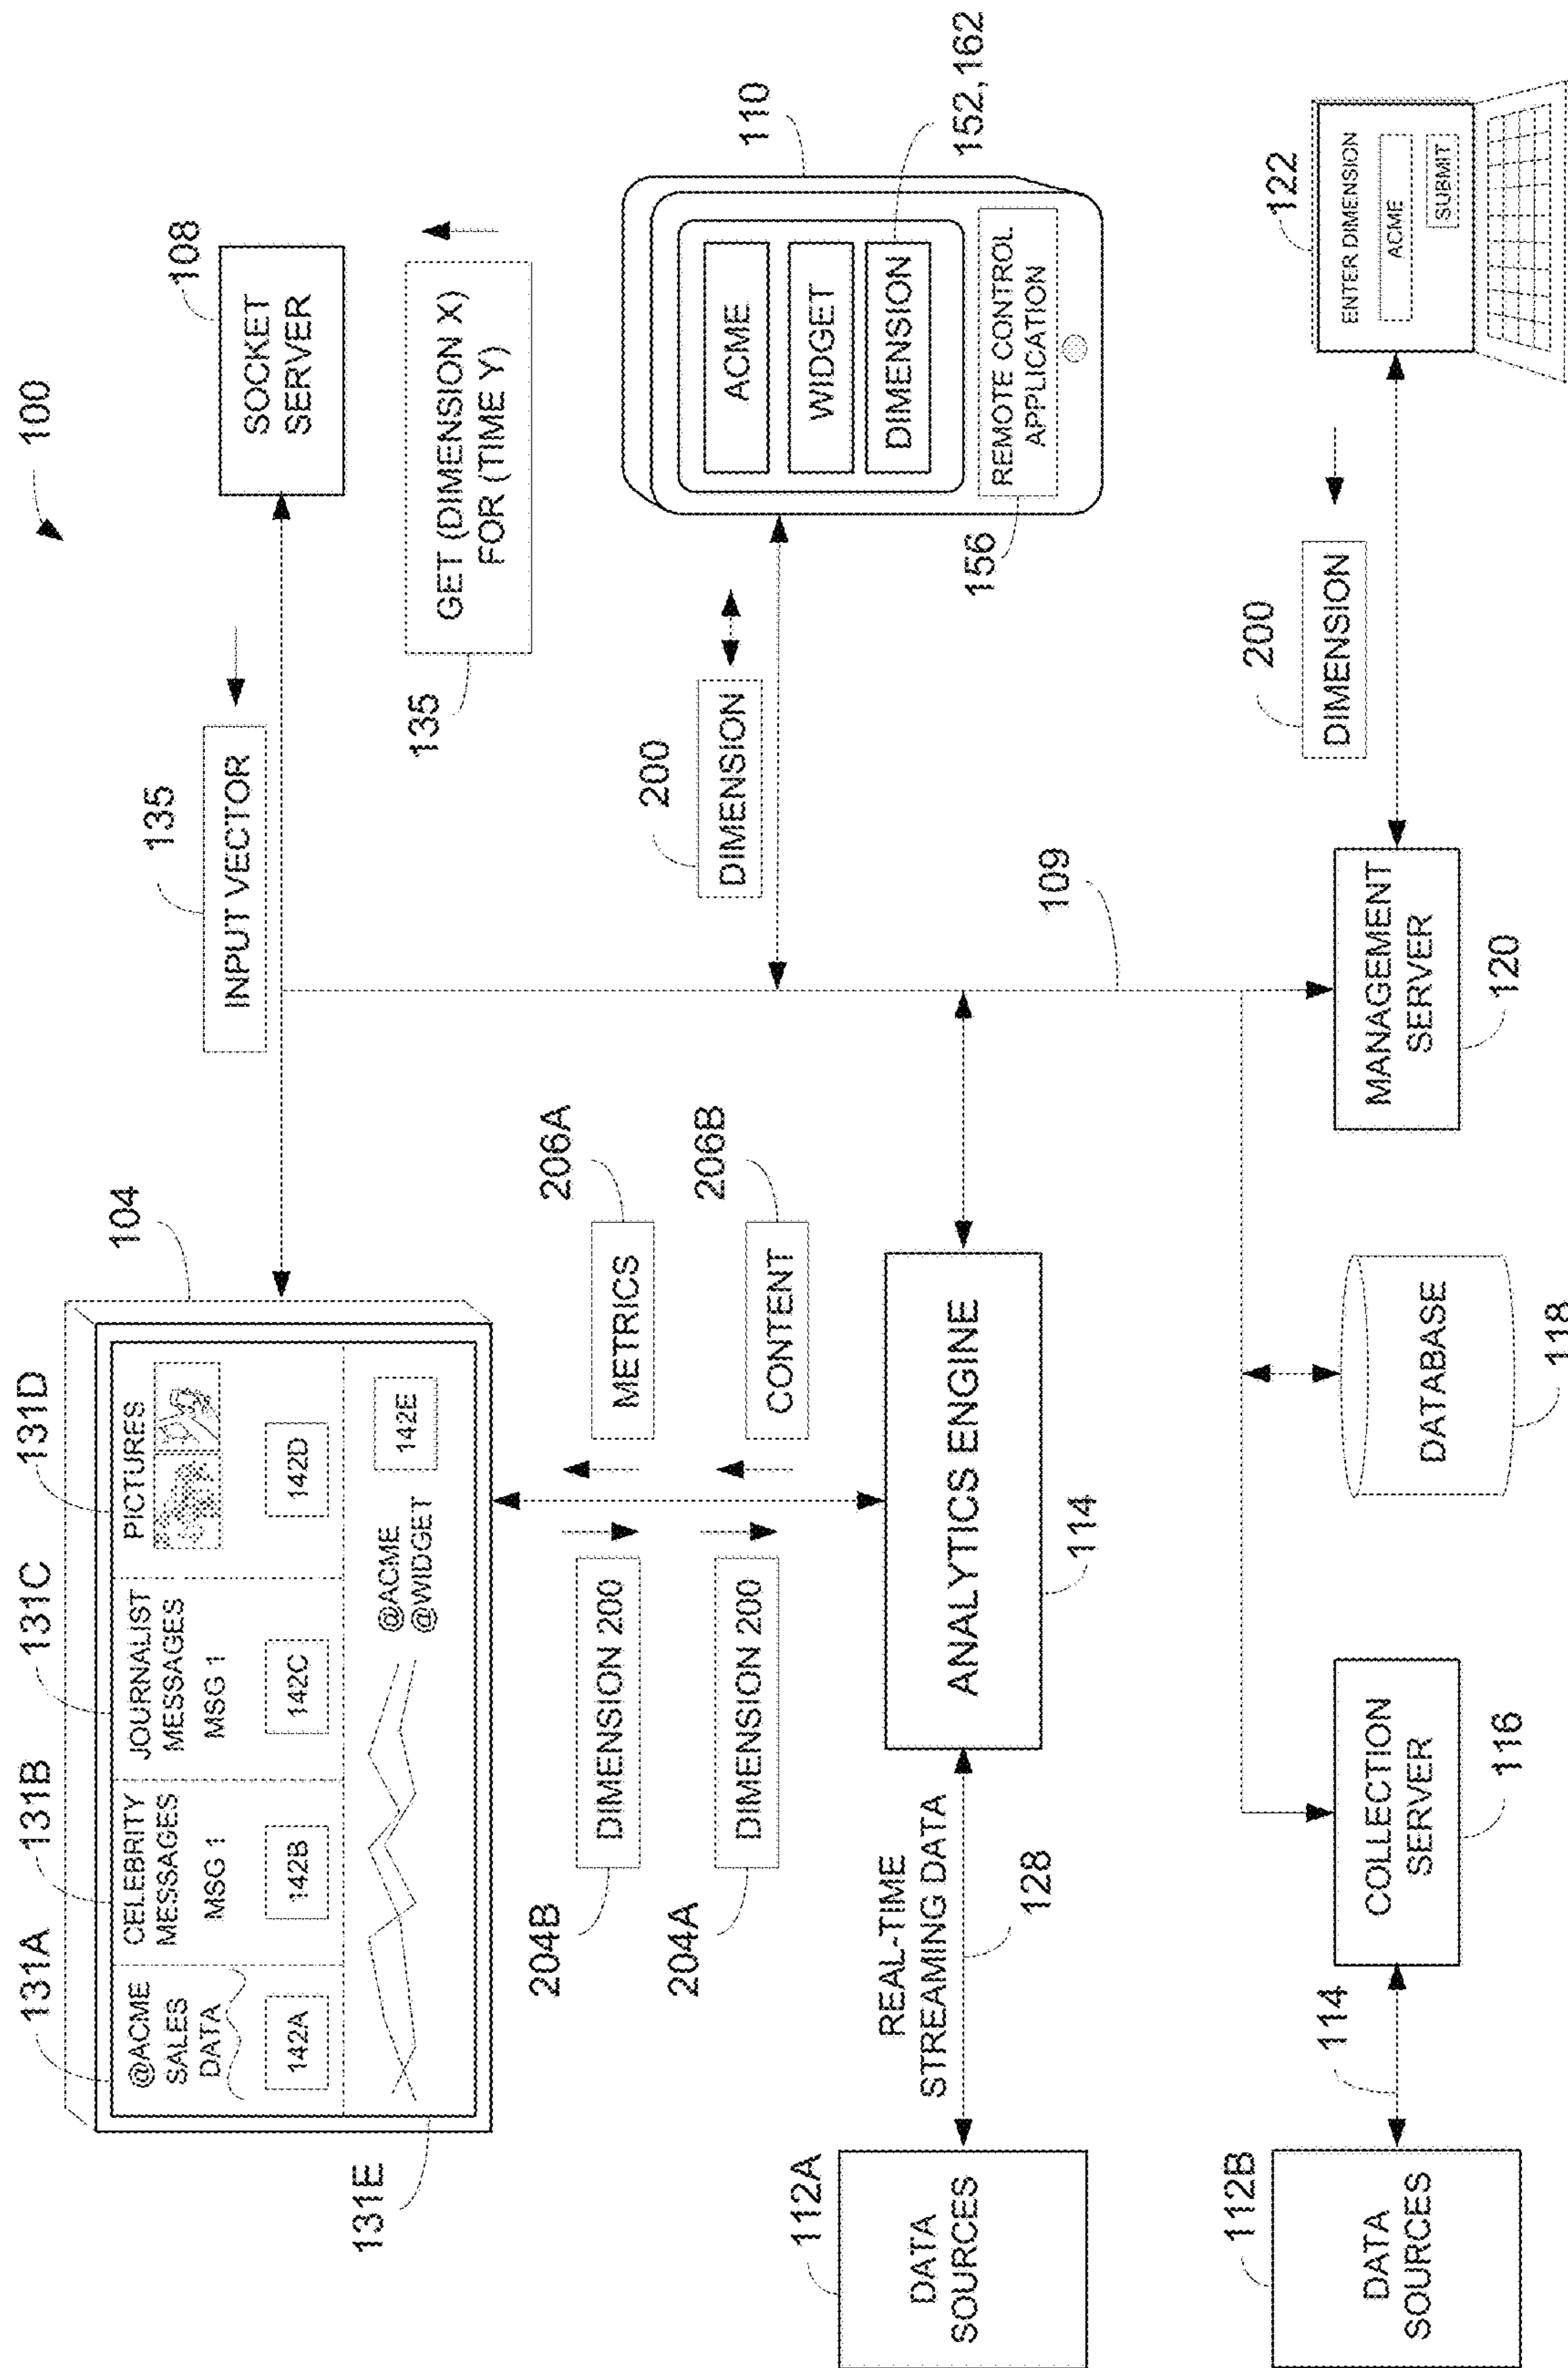 100
104
131A
131B
131C
131D
@ACME
SALES
DATA
142A
CELEBRITY
MESSAGES
MSG 1
142B
JOURNALIST
MESSAGES
MSG 1
142C
PICTURES
142D
@ACME
@WIDGET
142E
131E
135
INPUT VECTOR
108
SOCKET
SERVER
135
GET (DIMENSION X)
FOR (TIME Y)
204B
DIMENSION 200
METRICS
206A
204A
DIMENSION 200
CONTENT
206B
200
DIMENSION
110
ACME
WIDGET
DIMENSION
152,162
REMOTE CONTROL
APPLICATION
156
112A
DATA
SOURCES
REAL-TIME
STREAMING DATA
128
ANALYTICS ENGINE
114
109
112B
DATA
SOURCES
114
COLLECTION
SERVER
116
DATABASE
118
MANAGEMENT
SERVER
120
200
DIMENSION
122
ENTER DIMENSION
ACME
SUBMIT